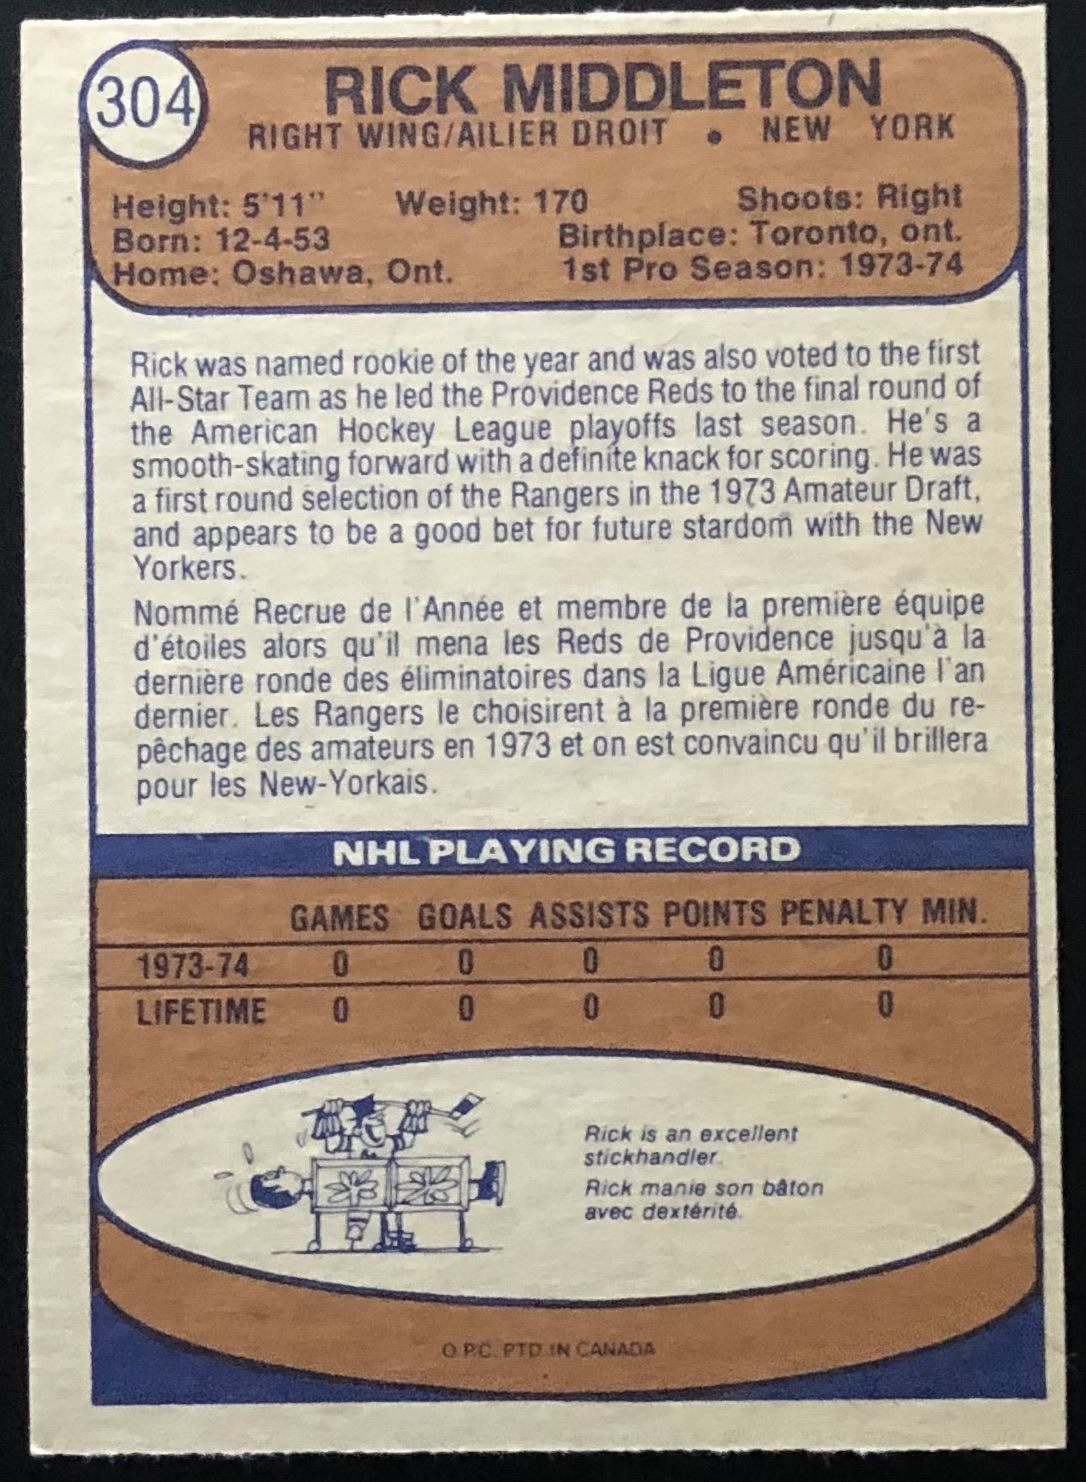 304
RICK MIDDLETON
RIGHT WING/AILIER DROIT • NEW YORK
Height: 5'11" Weight: 170 Shoots: Right
Born: 12-4-53 Birthplace: Toronto, ont.
Home: Oshawa, Ont. 1st Pro Season: 1973-74
Rick was named rookie of the year and was also voted to the first
All-Star Team as he led the Providence Reds to the final round of
the American Hockey League playoffs last season. He's a
smooth-skating forward with a definite knack for scoring. He was
a first round selection of the Rangers in the 1973 Amateur Draft,
and appears to be a good bet for future stardom with the New
Yorkers.
Nommé Recrue de l'Année et membre de la première équipe
d'étoiles alors qu'il mena les Reds de Providence jusqu'à la
dernière ronde des éliminatoires dans la Ligue Américaine l'an
dernier. Les Rangers le choisirent à la première ronde du re-
pêchage des amateurs en 1973 et on est convaincu qu'il brillera
pour les New-Yorkais.
NHL PLAYING RECORD
GAMES GOALS ASSISTS POINTS PENALTY MIN.
1973-74 0 0 0 0 0
LIFETIME 0 0 0 0 0
Rick is an excellent
stickhandler.
Rick manie son bâton
avec dextérité.
O.P.C. PTD. IN CANADA